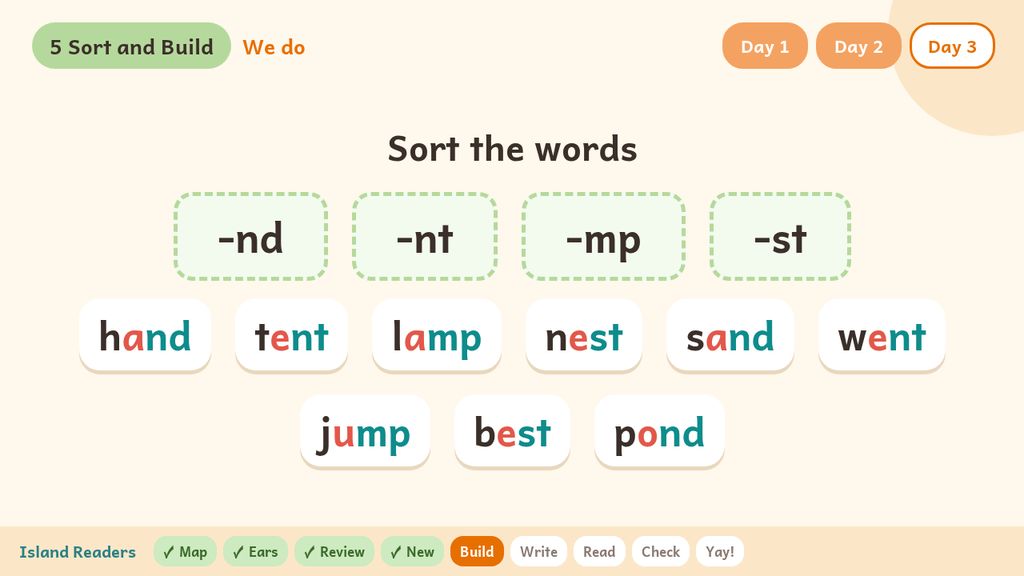 5 Sort and Build We do Day 1 Day 2 Day 3
Sort the words
-nd -nt -mp -st
hand tent lamp nest sand went
jump best pond
Island Readers ✓ Map ✓ Ears ✓ Review ✓ New Build Write Read Check Yay!